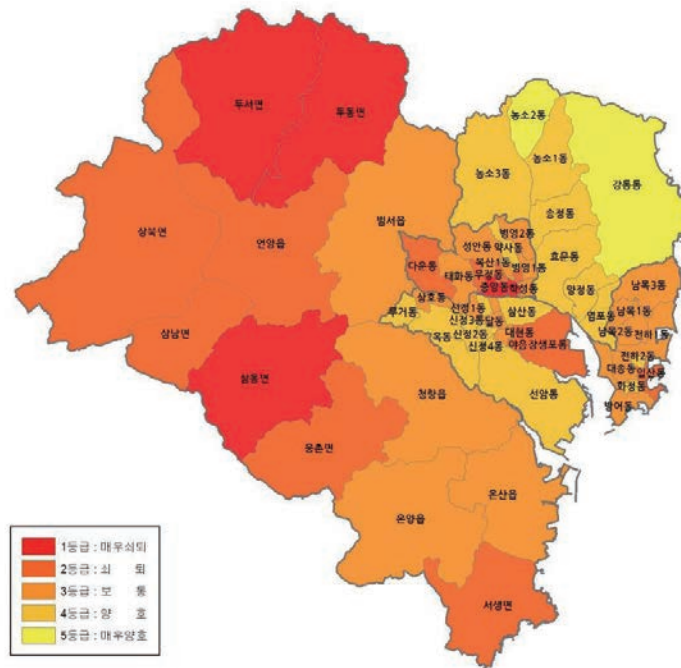 두서면
두동면
농소2동
농소3동
농소1동
강동동
송정동
상북면
언양읍
범서읍
병영2동
성안동
약사동
효문동
다운동
복산1동
태화동
우정동
병영1동
중앙동
학성동
양정동
남목3동
삼호동
염포동
남목1동
무거동
신정1동
삼산동
신정3동
달동
남목2동
전하1동
삼남면
옥동
신정2동
대현동
야음장생포동
신정4동
전하2동
대송동
일산동
삼동면
청량읍
선암동
화정동
방어동
웅촌면
온산읍
온양읍
서생면
1등급 : 매우쇠퇴
2등급 : 쇠 퇴
3등급 : 보 통
4등급 : 양 호
5등급 : 매우양호